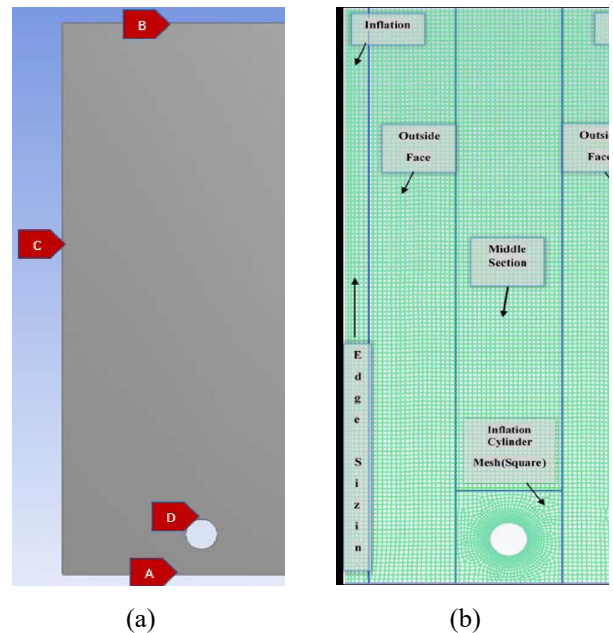 B
C
D
A
(a)
Inflation
Outside
Face
Outsi
Face
Middle
Section
E
d
g
e
S
i
z
i
n
Inflation
Cylinder
Mesh(Square)
(b)